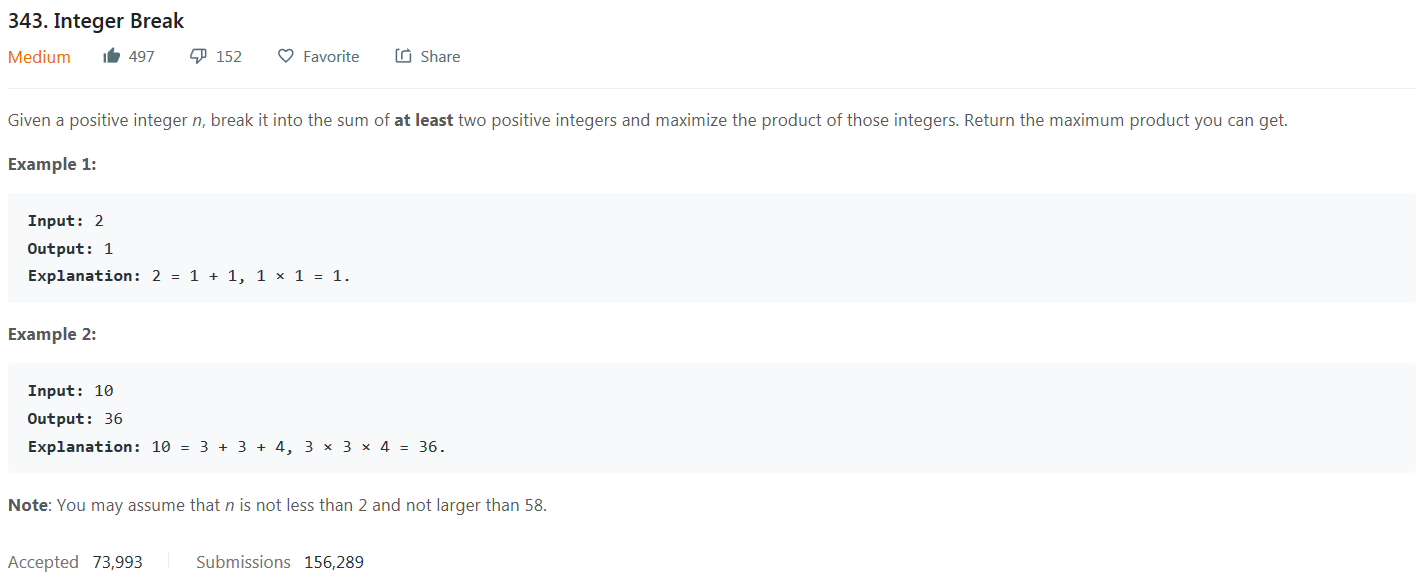 343. Integer Break
Medium 497 152 Favorite Share
Given a positive integer n, break it into the sum of at least two positive integers and maximize the product of those integers. Return the maximum product you can get.
Example 1:
Input: 2
Output: 1
Explanation: 2 = 1 + 1, 1 × 1 = 1.
Example 2:
Input: 10
Output: 36
Explanation: 10 = 3 + 3 + 4, 3 × 3 × 4 = 36.
Note: You may assume that n is not less than 2 and not larger than 58.
Accepted 73,993 Submissions 156,289